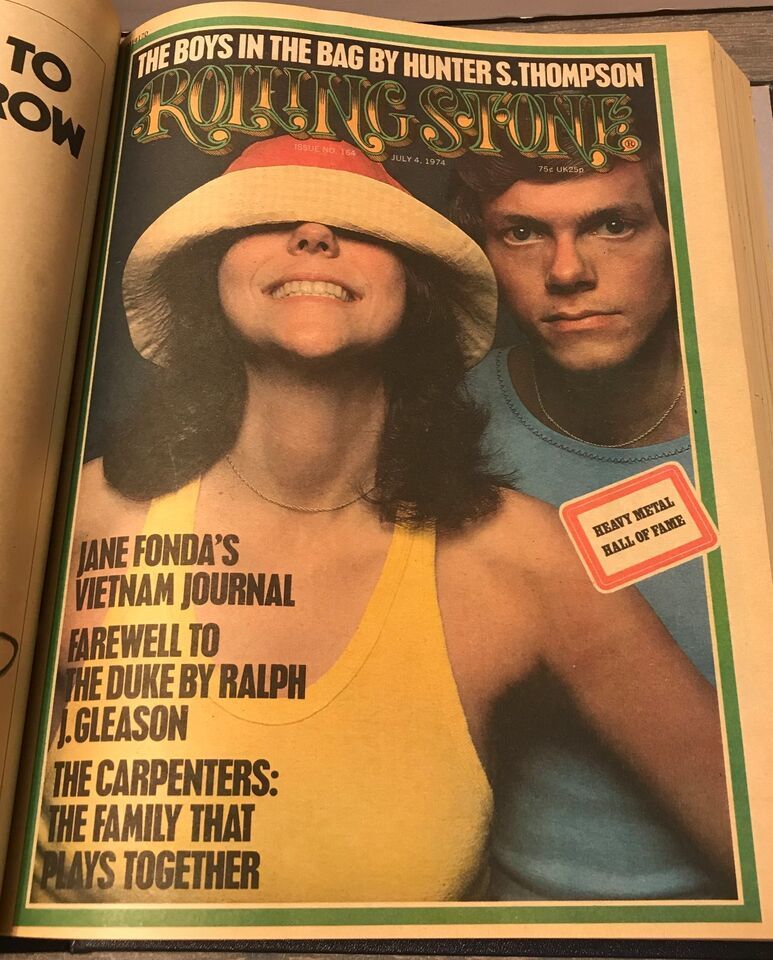 TO
ROW
THE BOYS IN THE BAG BY HUNTER S. THOMPSON
ROLLING STONE®
ISSUE NO. 164
JULY 4, 1974
75¢ UK25p
HEAVY METAL
HALL OF FAME
JANE FONDA'S
VIETNAM JOURNAL
FAREWELL TO
THE DUKE BY RALPH
J. GLEASON
THE CARPENTERS:
THE FAMILY THAT
PLAYS TOGETHER